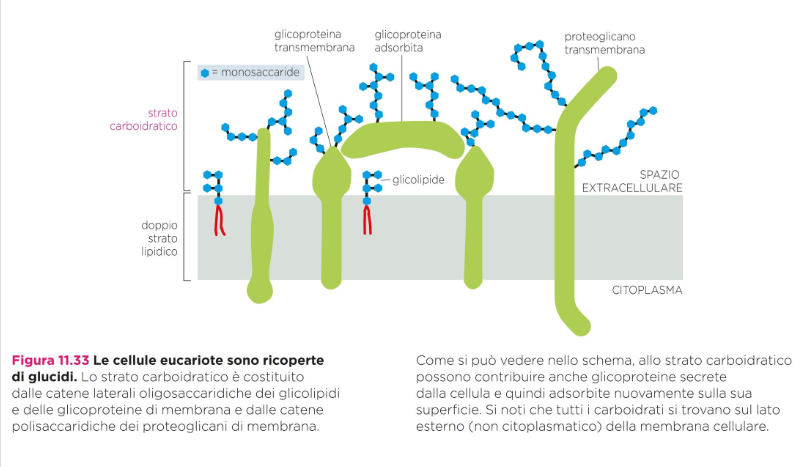 glicoproteina
transmembrana
glicoproteina
adsorbita
proteoglicano
transmembrana
= monosaccaride
strato
carboidratico
glicolipide
SPAZIO
EXTRACELLULARE
doppio
strato
lipidico
CITOPLASMA
Figura 11.33 Le cellule eucariote sono ricoperte
di glucidi. Lo strato carboidratico è costituito
dalle catene laterali oligosaccaridiche dei glicolipidi
e delle glicoproteine di membrana e dalle catene
polisaccaridiche dei proteoglicani di membrana.
Come si può vedere nello schema, allo strato carboidratico
possono contribuire anche glicoproteine secrete
dalla cellula e quindi adsorbite nuovamente sulla sua
superficie. Si noti che tutti i carboidrati si trovano sul lato
esterno (non citoplasmatico) della membrana cellulare.